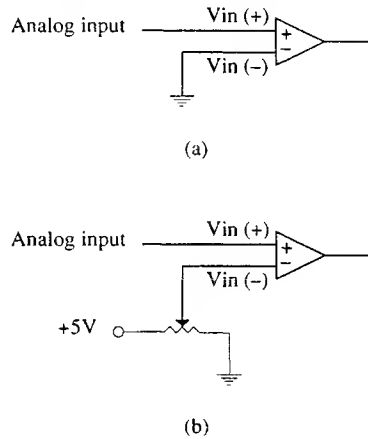 Analog input Vin (+)
+
−
Vin (−)
(a)
Analog input Vin (+)
+
−
Vin (−)
+5V
(b)